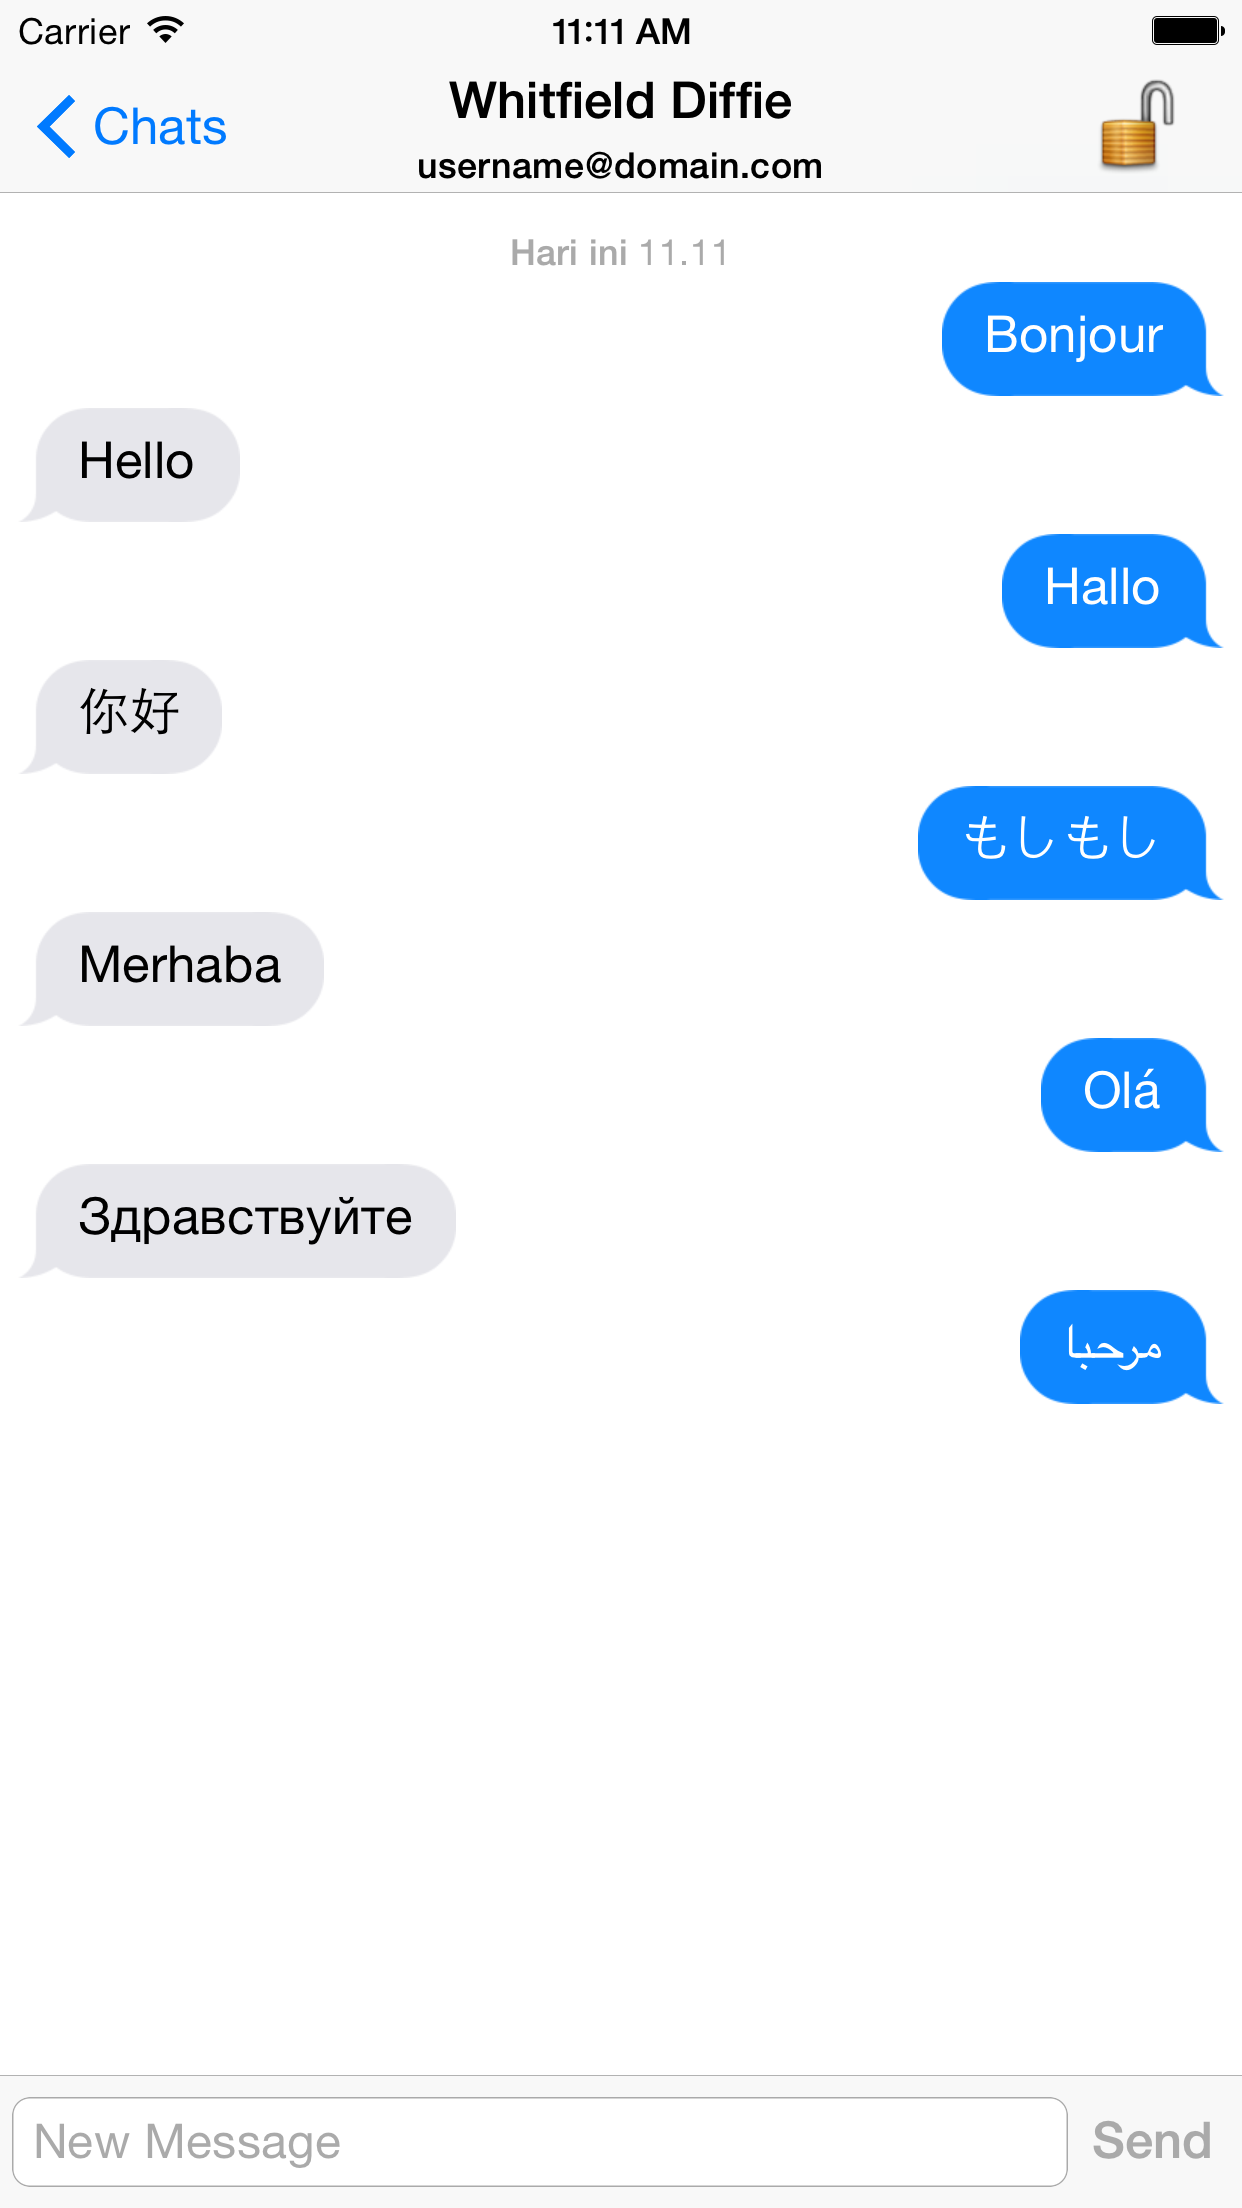 Carrier 11:11 AM
Chats
Whitfield Diffie
username@domain.com
Hari ini 11.11
Bonjour
Hello
Hallo
你好
もしもし
Merhaba
Olá
Здравствуйте
مرحبا
New Message
Send